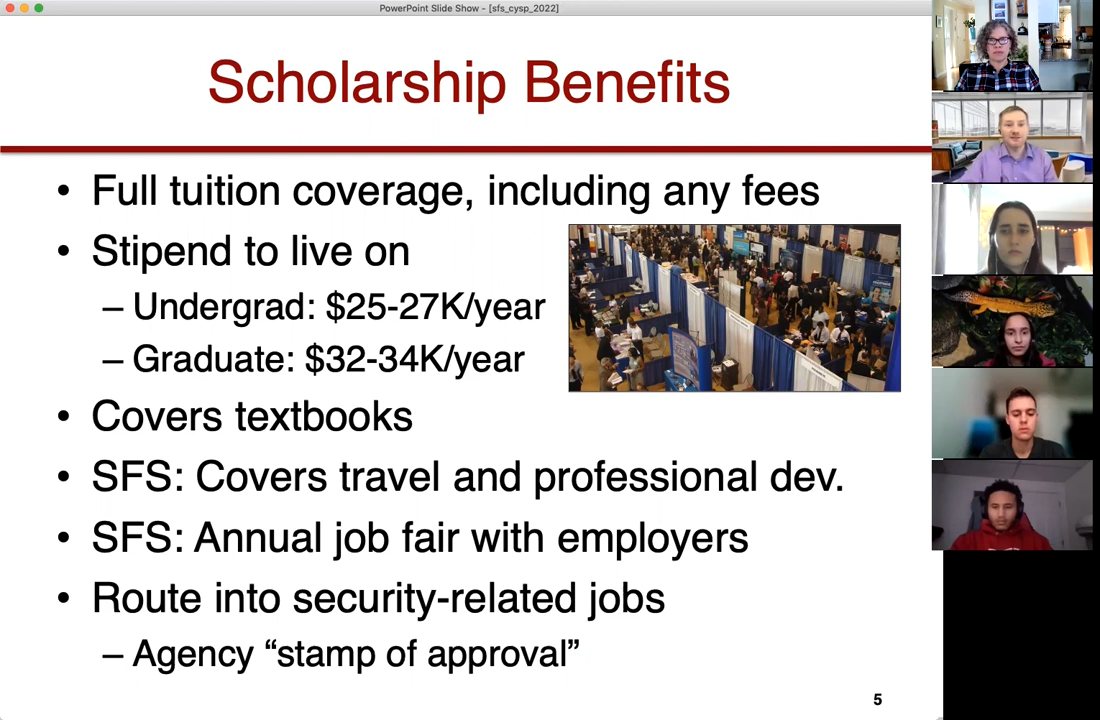 PowerPoint Slide Show - [sfs_cysp_2022]
Scholarship Benefits
• Full tuition coverage, including any fees
• Stipend to live on
– Undergrad: $25-27K/year
– Graduate: $32-34K/year
• Covers textbooks
• SFS: Covers travel and professional dev.
• SFS: Annual job fair with employers
• Route into security-related jobs
– Agency “stamp of approval”
5